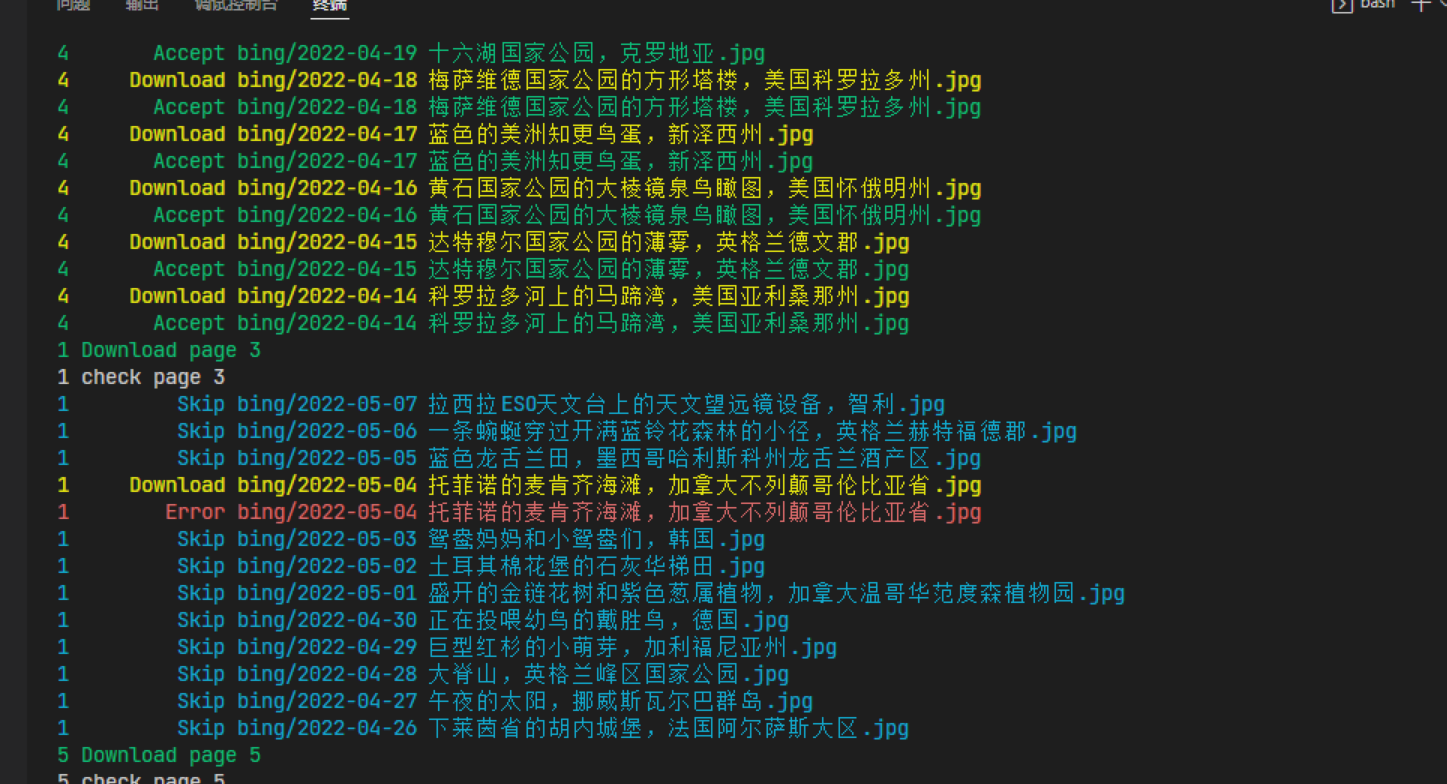 问题 输出 调试控制台 终端 bash
4 Accept bing/2022-04-19 十六湖国家公园，克罗地亚.jpg
4 Download bing/2022-04-18 梅萨维德国家公园的方形塔楼，美国科罗拉多州.jpg
4 Accept bing/2022-04-18 梅萨维德国家公园的方形塔楼，美国科罗拉多州.jpg
4 Download bing/2022-04-17 蓝色的美洲知更鸟蛋，新泽西州.jpg
4 Accept bing/2022-04-17 蓝色的美洲知更鸟蛋，新泽西州.jpg
4 Download bing/2022-04-16 黄石国家公园的大棱镜泉鸟瞰图，美国怀俄明州.jpg
4 Accept bing/2022-04-16 黄石国家公园的大棱镜泉鸟瞰图，美国怀俄明州.jpg
4 Download bing/2022-04-15 达特穆尔国家公园的薄雾，英格兰德文郡.jpg
4 Accept bing/2022-04-15 达特穆尔国家公园的薄雾，英格兰德文郡.jpg
4 Download bing/2022-04-14 科罗拉多河上的马蹄湾，美国亚利桑那州.jpg
4 Accept bing/2022-04-14 科罗拉多河上的马蹄湾，美国亚利桑那州.jpg
1 Download page 3
1 check page 3
1 Skip bing/2022-05-07 拉西拉ESO天文台上的天文望远镜设备，智利.jpg
1 Skip bing/2022-05-06 一条蜿蜒穿过开满蓝铃花森林的小径，英格兰赫特福德郡.jpg
1 Skip bing/2022-05-05 蓝色龙舌兰田，墨西哥哈利斯科州龙舌兰酒产区.jpg
1 Download bing/2022-05-04 托菲诺的麦肯齐海滩，加拿大不列颠哥伦比亚省.jpg
1 Error bing/2022-05-04 托菲诺的麦肯齐海滩，加拿大不列颠哥伦比亚省.jpg
1 Skip bing/2022-05-03 鸳鸯妈妈和小鸳鸯们，韩国.jpg
1 Skip bing/2022-05-02 土耳其棉花堡的石灰华梯田.jpg
1 Skip bing/2022-05-01 盛开的金链花树和紫色葱属植物，加拿大温哥华范度森植物园.jpg
1 Skip bing/2022-04-30 正在投喂幼鸟的戴胜鸟，德国.jpg
1 Skip bing/2022-04-29 巨型红杉的小萌芽，加利福尼亚州.jpg
1 Skip bing/2022-04-28 大脊山，英格兰峰区国家公园.jpg
1 Skip bing/2022-04-27 午夜的太阳，挪威斯瓦尔巴群岛.jpg
1 Skip bing/2022-04-26 下莱茵省的胡内城堡，法国阿尔萨斯大区.jpg
5 Download page 5
5 check page 5